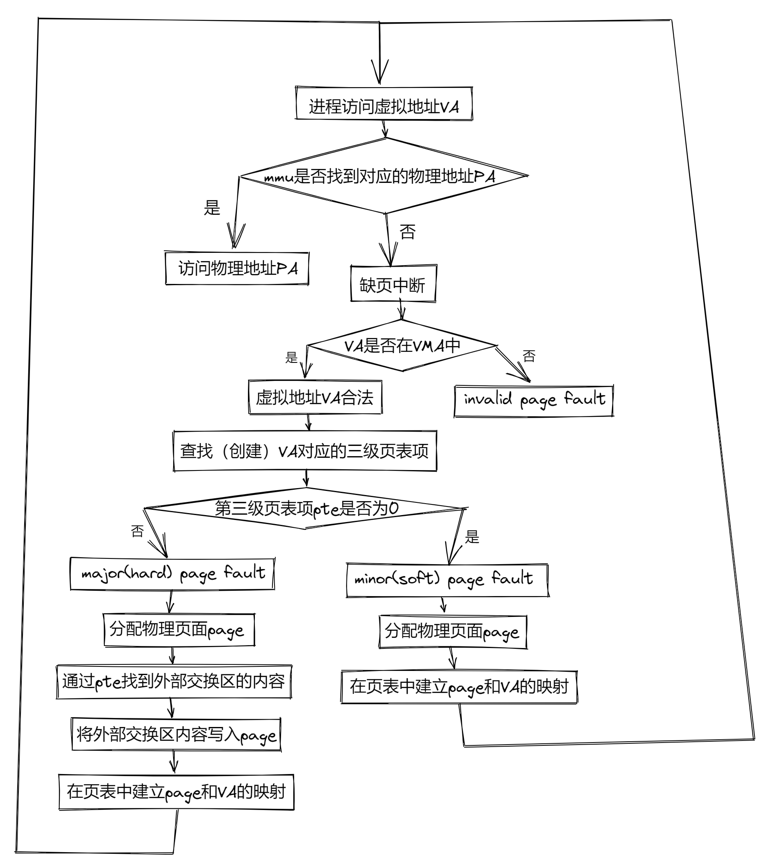 进程访问虚拟地址VA
mmu是否找到对应的物理地址PA
是
否
访问物理地址PA
缺页中断
VA是否在VMA中
是
否
虚拟地址VA合法
invalid page fault
查找（创建）VA对应的三级页表项
第三级页表项pte是否为0
否
是
major(hard) page fault
minor(soft) page fault
分配物理页面page
分配物理页面page
通过pte找到外部交换区的内容
在页表中建立page和VA的映射
将外部交换区内容写入page
在页表中建立page和VA的映射